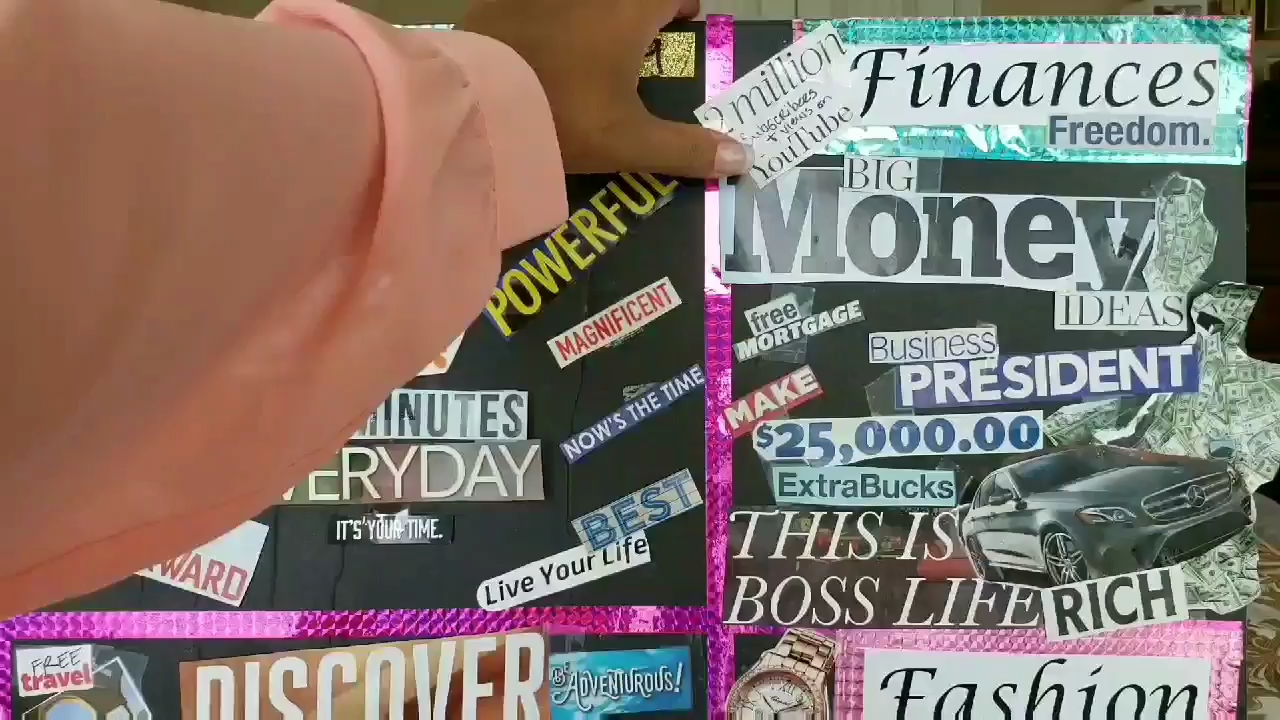 POWERFUL
MAGNIFICENT
MINUTES
NOW'S THE TIME
EVERYDAY
IT'S YOUR TIME.
BEST
Live Your Life
WARD
FREE
travel
DISCOVER
BE ADVENTUROUS!
2 million
subscribers
+ views on
YouTube
Finances
Freedom.
BIG
Money
IDEAS
free
MORTGAGE
Business
PRESIDENT
MAKE
$25,000.00
ExtraBucks
THIS IS
BOSS LIFE
RICH
Fashion